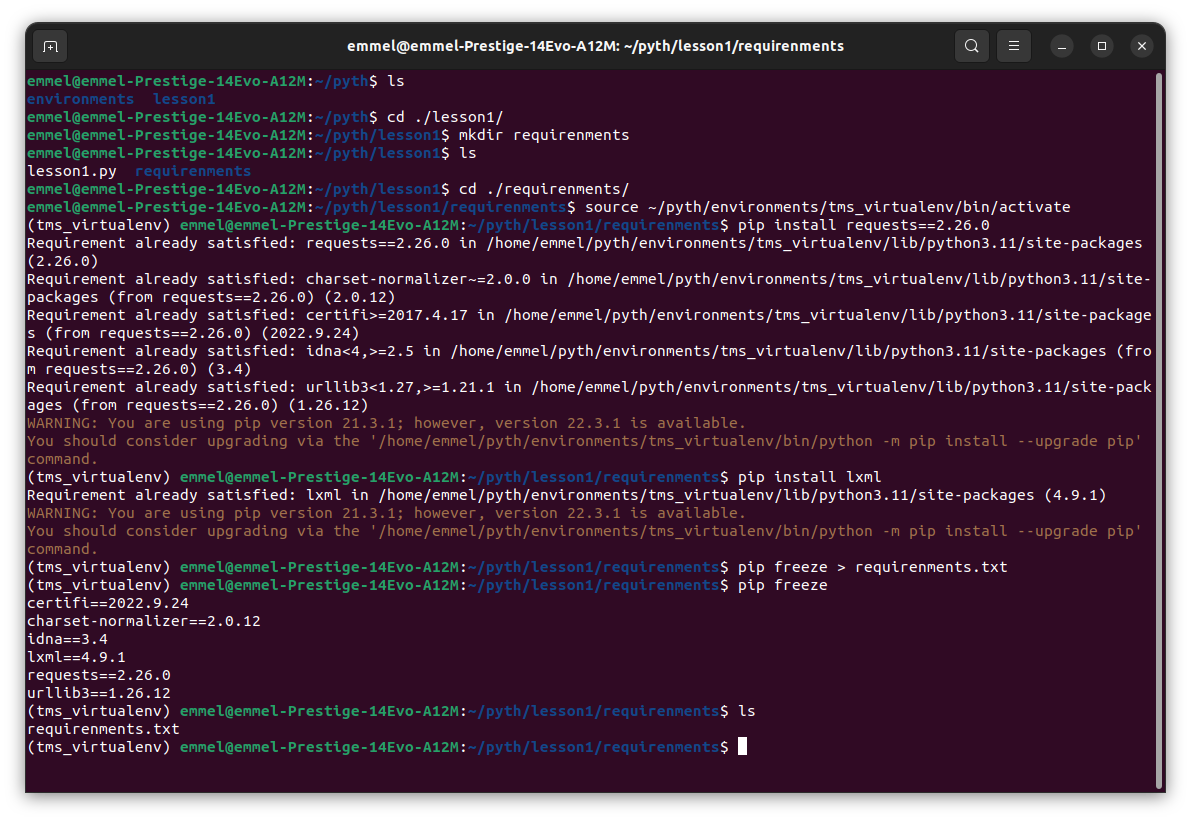 emmel@emmel-Prestige-14Evo-A12M: ~/pyth/lesson1/requirenments
emmel@emmel-Prestige-14Evo-A12M:~/pyth$ ls
environments  lesson1
emmel@emmel-Prestige-14Evo-A12M:~/pyth$ cd ./lesson1/
emmel@emmel-Prestige-14Evo-A12M:~/pyth/lesson1$ mkdir requirenments
emmel@emmel-Prestige-14Evo-A12M:~/pyth/lesson1$ ls
lesson1.py  requirenments
emmel@emmel-Prestige-14Evo-A12M:~/pyth/lesson1$ cd ./requirenments/
emmel@emmel-Prestige-14Evo-A12M:~/pyth/lesson1/requirenments$ source ~/pyth/environments/tms_virtualenv/bin/activate
(tms_virtualenv) emmel@emmel-Prestige-14Evo-A12M:~/pyth/lesson1/requirenments$ pip install requests==2.26.0
Requirement already satisfied: requests==2.26.0 in /home/emmel/pyth/environments/tms_virtualenv/lib/python3.11/site-packages
(2.26.0)
Requirement already satisfied: charset-normalizer~=2.0.0 in /home/emmel/pyth/environments/tms_virtualenv/lib/python3.11/site-
packages (from requests==2.26.0) (2.0.12)
Requirement already satisfied: certifi>=2017.4.17 in /home/emmel/pyth/environments/tms_virtualenv/lib/python3.11/site-package
s (from requests==2.26.0) (2022.9.24)
Requirement already satisfied: idna<4,>=2.5 in /home/emmel/pyth/environments/tms_virtualenv/lib/python3.11/site-packages (fro
m requests==2.26.0) (3.4)
Requirement already satisfied: urllib3<1.27,>=1.21.1 in /home/emmel/pyth/environments/tms_virtualenv/lib/python3.11/site-pack
ages (from requests==2.26.0) (1.26.12)
WARNING: You are using pip version 21.3.1; however, version 22.3.1 is available.
You should consider upgrading via the '/home/emmel/pyth/environments/tms_virtualenv/bin/python -m pip install --upgrade pip'
command.
(tms_virtualenv) emmel@emmel-Prestige-14Evo-A12M:~/pyth/lesson1/requirenments$ pip install lxml
Requirement already satisfied: lxml in /home/emmel/pyth/environments/tms_virtualenv/lib/python3.11/site-packages (4.9.1)
WARNING: You are using pip version 21.3.1; however, version 22.3.1 is available.
You should consider upgrading via the '/home/emmel/pyth/environments/tms_virtualenv/bin/python -m pip install --upgrade pip'
command.
(tms_virtualenv) emmel@emmel-Prestige-14Evo-A12M:~/pyth/lesson1/requirenments$ pip freeze > requirenments.txt
(tms_virtualenv) emmel@emmel-Prestige-14Evo-A12M:~/pyth/lesson1/requirenments$ pip freeze
certifi==2022.9.24
charset-normalizer==2.0.12
idna==3.4
lxml==4.9.1
requests==2.26.0
urllib3==1.26.12
(tms_virtualenv) emmel@emmel-Prestige-14Evo-A12M:~/pyth/lesson1/requirenments$ ls
requirenments.txt
(tms_virtualenv) emmel@emmel-Prestige-14Evo-A12M:~/pyth/lesson1/requirenments$